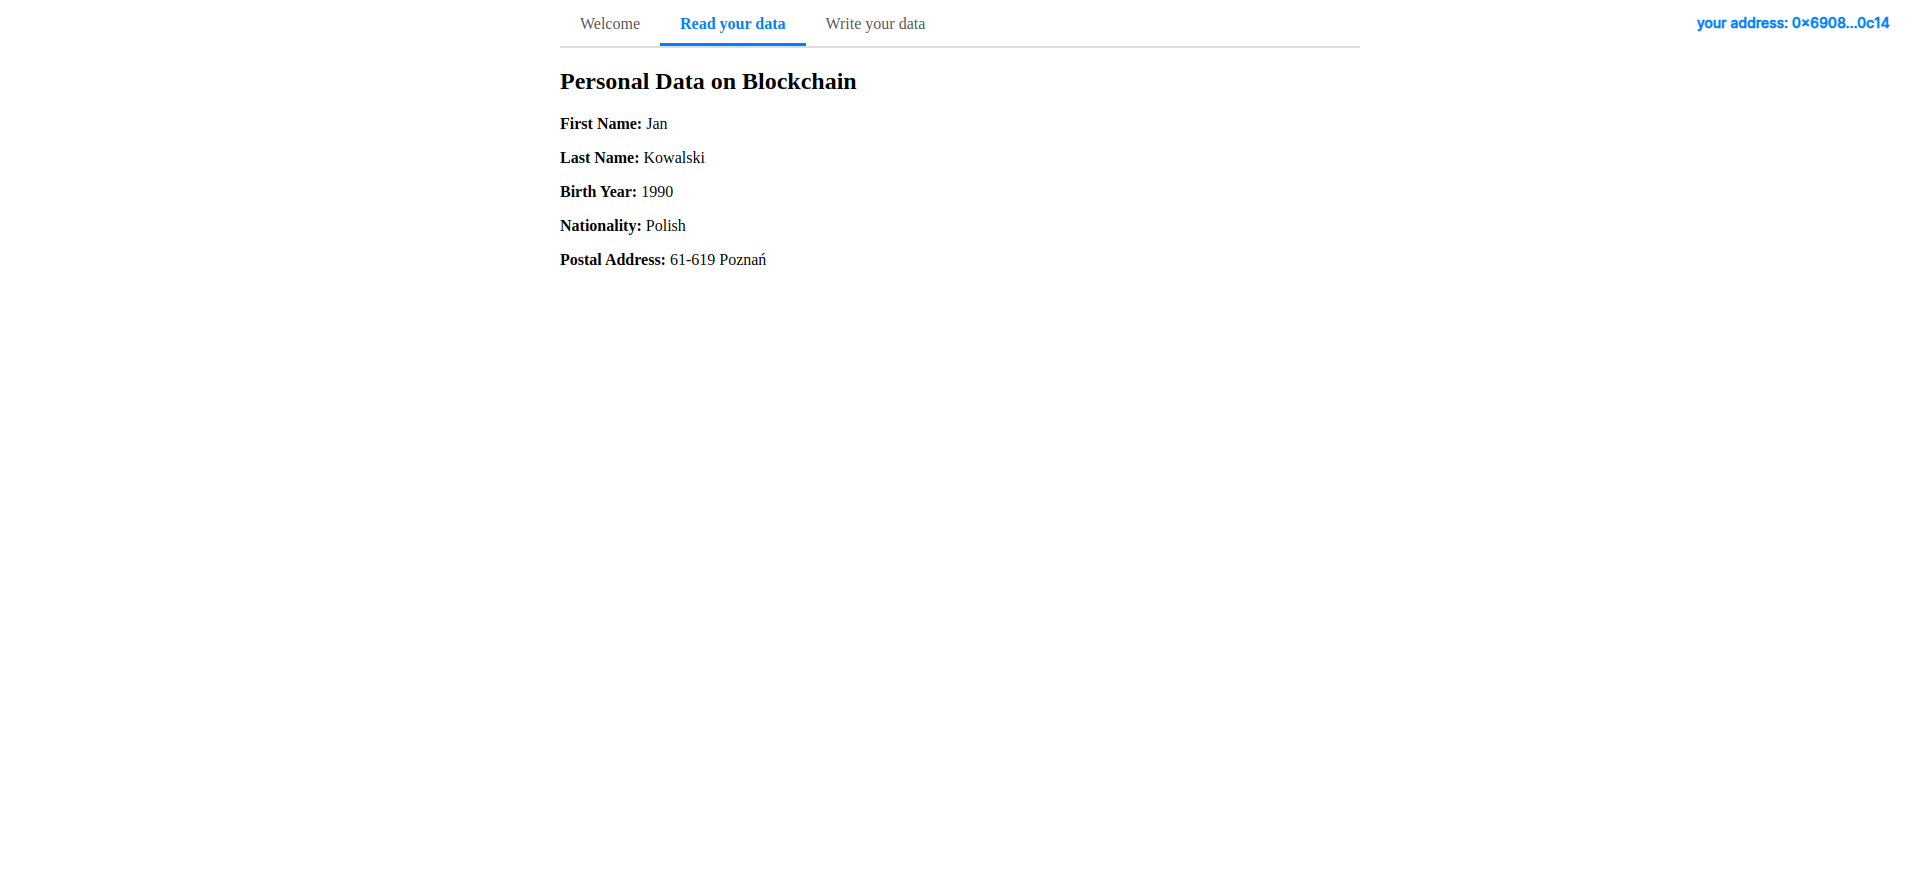 Welcome Read your data Write your data your address: 0×6908...0c14
Personal Data on Blockchain
First Name: Jan
Last Name: Kowalski
Birth Year: 1990
Nationality: Polish
Postal Address: 61-619 Poznań